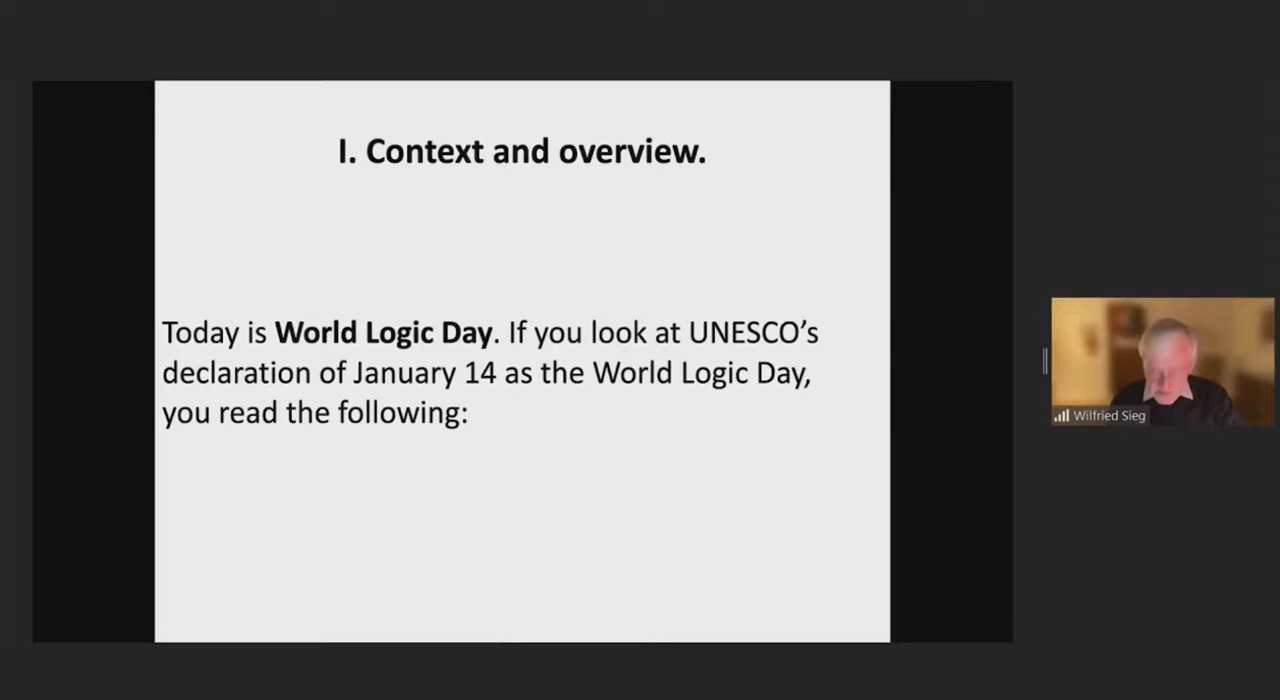 I. Context and overview.
Today is World Logic Day. If you look at UNESCO’s
declaration of January 14 as the World Logic Day,
you read the following:
Wilfried Sieg